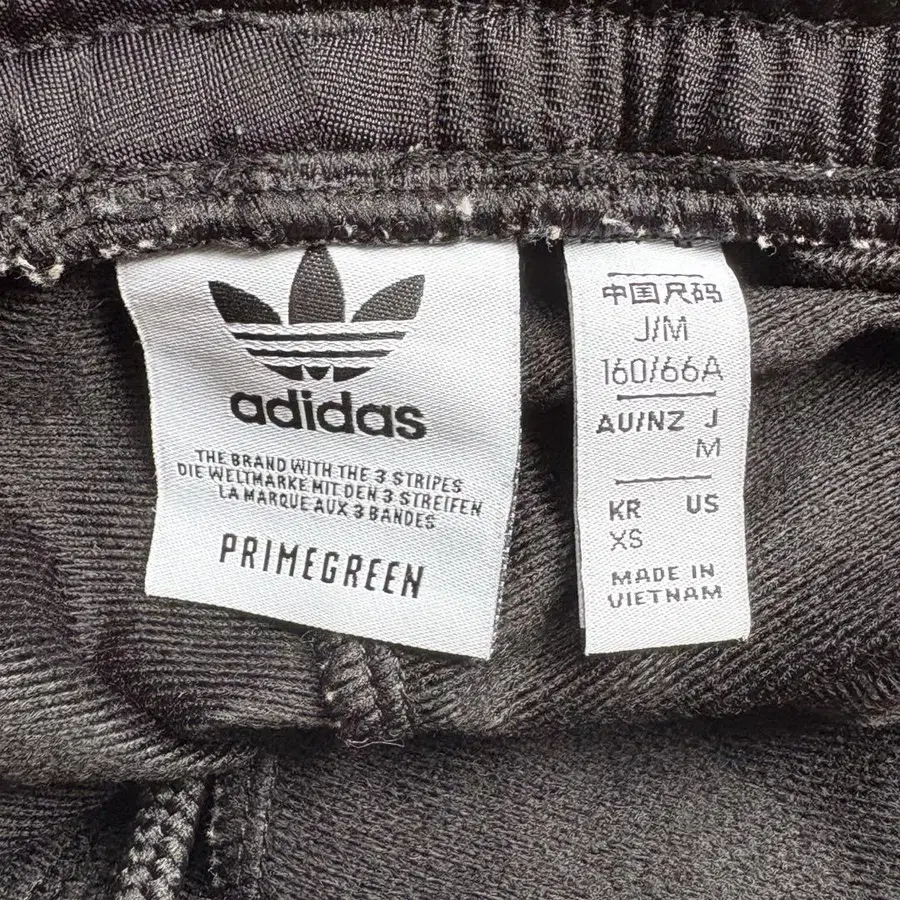 adidas
THE BRAND WITH THE 3 STRIPES
DIE WELTMARKE MIT DEN 3 STREIFEN
LA MARQUE AUX 3 BANDES
PRIMEGREEN
中国尺码
J/M
160/66A
AU/NZ J
M
KR US
XS
MADE IN
VIETNAM